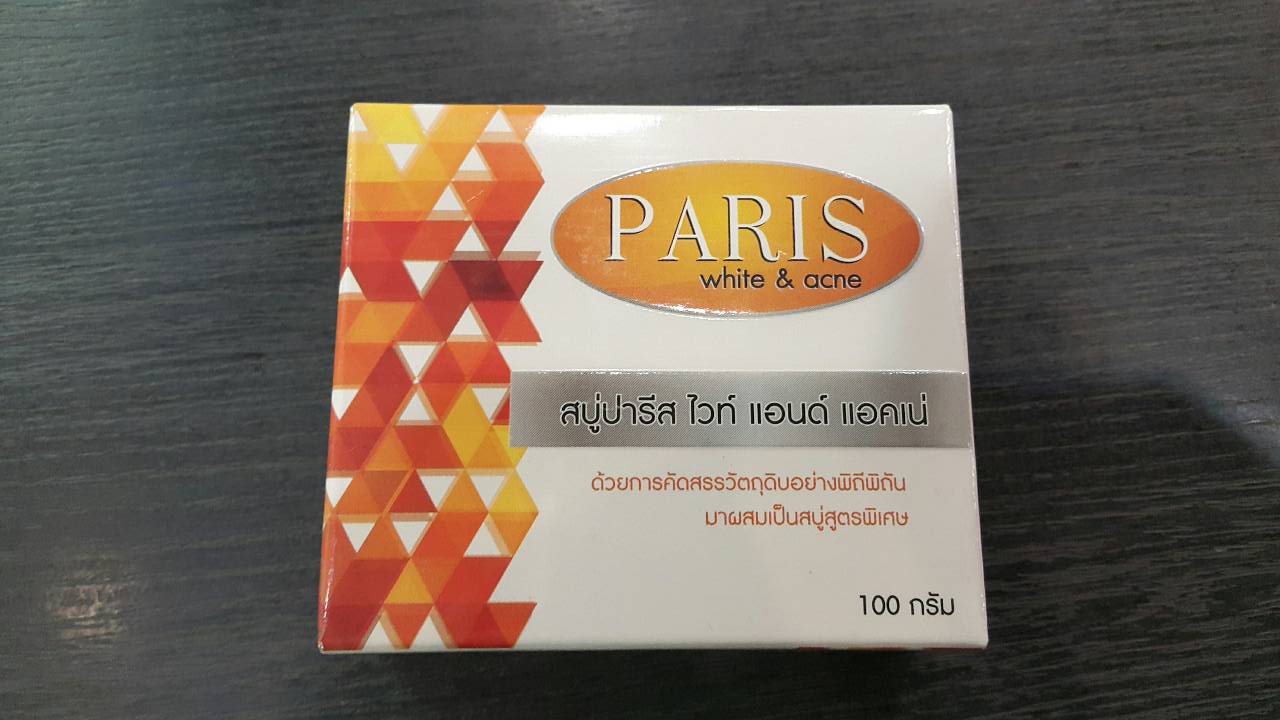 PARIS
white & acne
สบู่ปารีส ไวท์ แอนด์ แอคเน่
ด้วยการคัดสรรวัตถุดิบอย่างพิถีพิถัน
มาผสมเป็นสบู่สูตรพิเศษ
100 กรัม